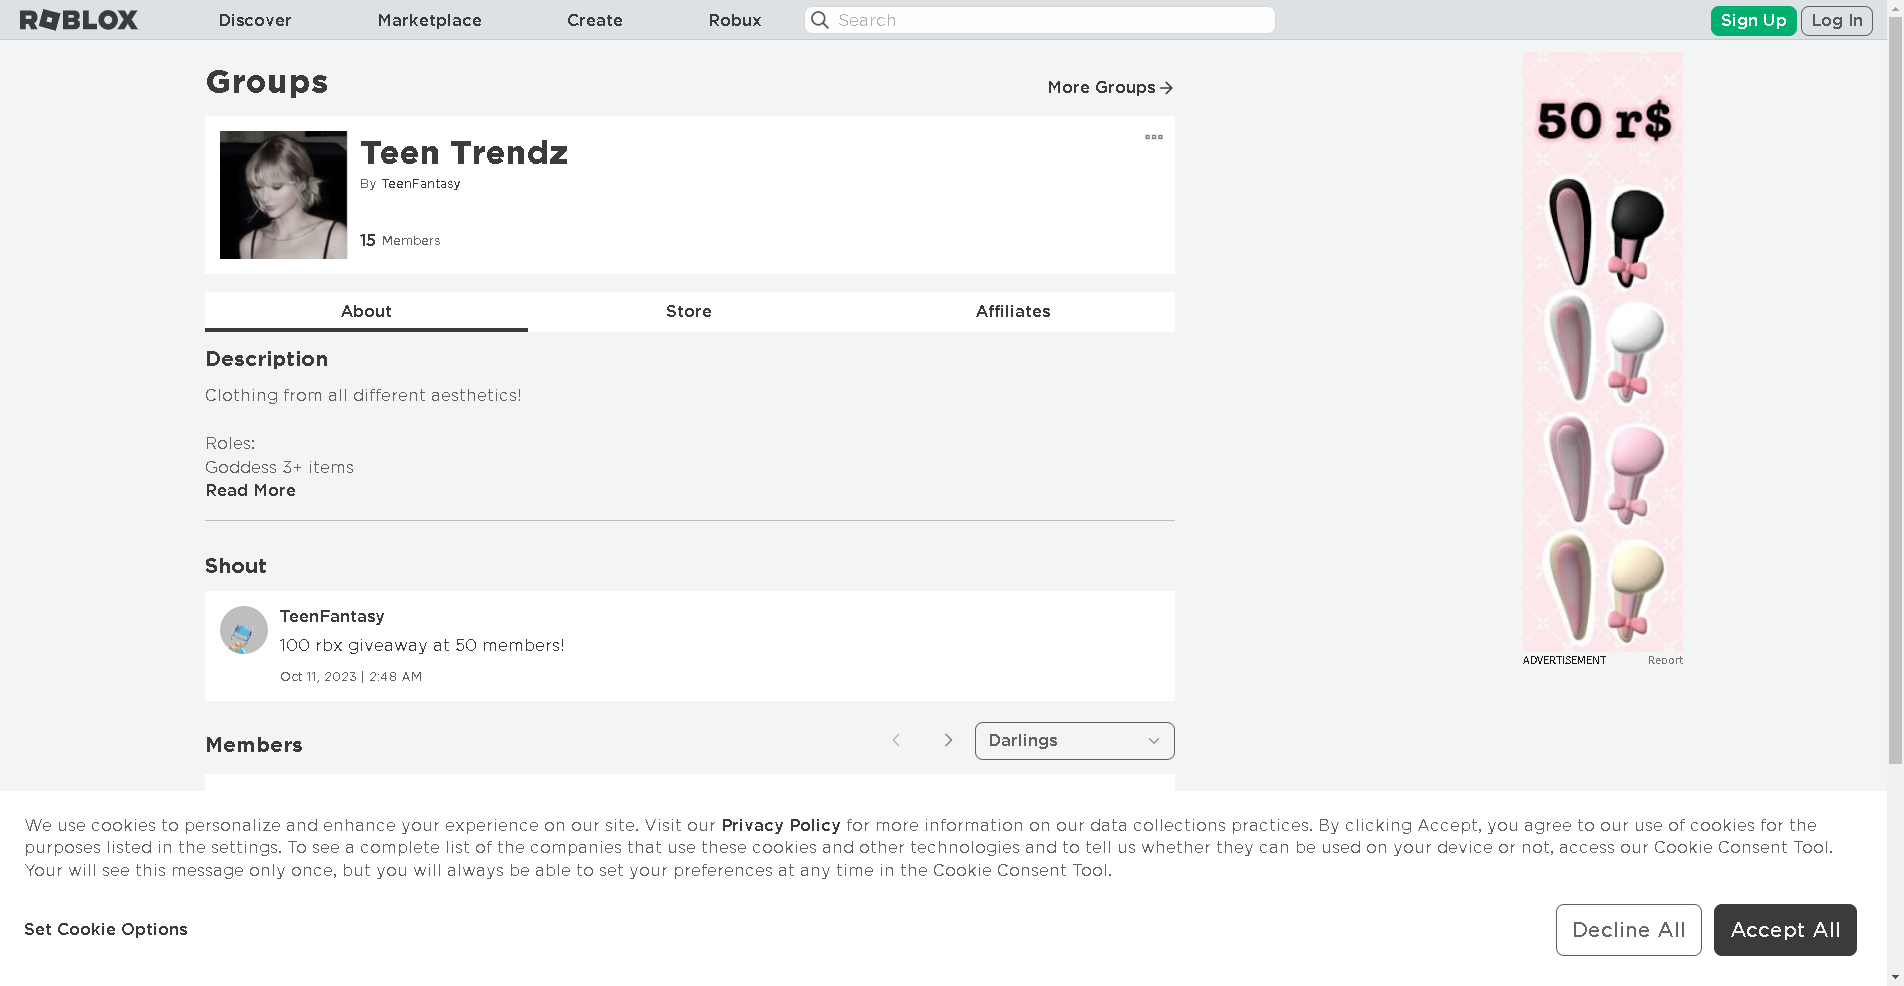 ROBLOX
Discover
Marketplace
Create
Robux
Search
Sign Up
Log In
Groups
More Groups
Teen Trendz
By TeenFantasy
15 Members
About
Store
Affiliates
Description
Clothing from all different aesthetics!
Roles:
Goddess 3+ items
Read More
Shout
TeenFantasy
100 rbx giveaway at 50 members!
Oct 11, 2023 | 2:48 AM
Members
Darlings
50 r$
ADVERTISEMENT
Report
We use cookies to personalize and enhance your experience on our site. Visit our Privacy Policy for more information on our data collections practices. By clicking Accept, you agree to our use of cookies for the
purposes listed in the settings. To see a complete list of the companies that use these cookies and other technologies and to tell us whether they can be used on your device or not, access our Cookie Consent Tool.
Your will see this message only once, but you will always be able to set your preferences at any time in the Cookie Consent Tool.
Set Cookie Options
Decline All
Accept All